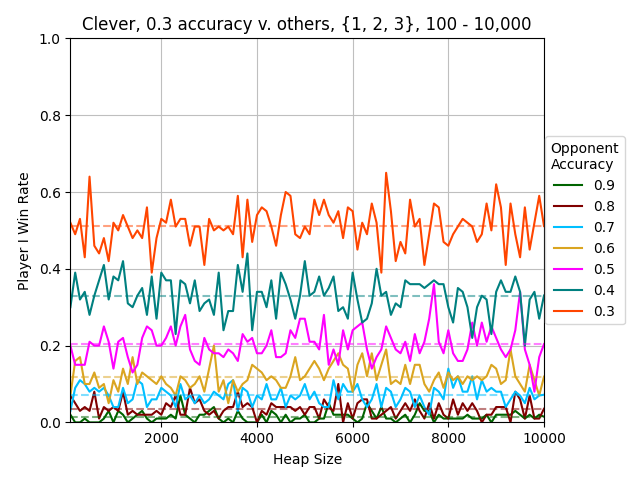 Clever, 0.3 accuracy v. others, {1, 2, 3}, 100 - 10,000
1.0
0.8
0.6
0.4
0.2
0.0
Player I Win Rate
2000 4000 6000 8000 10000
Heap Size
Opponent
Accuracy
0.9
0.8
0.7
0.6
0.5
0.4
0.3